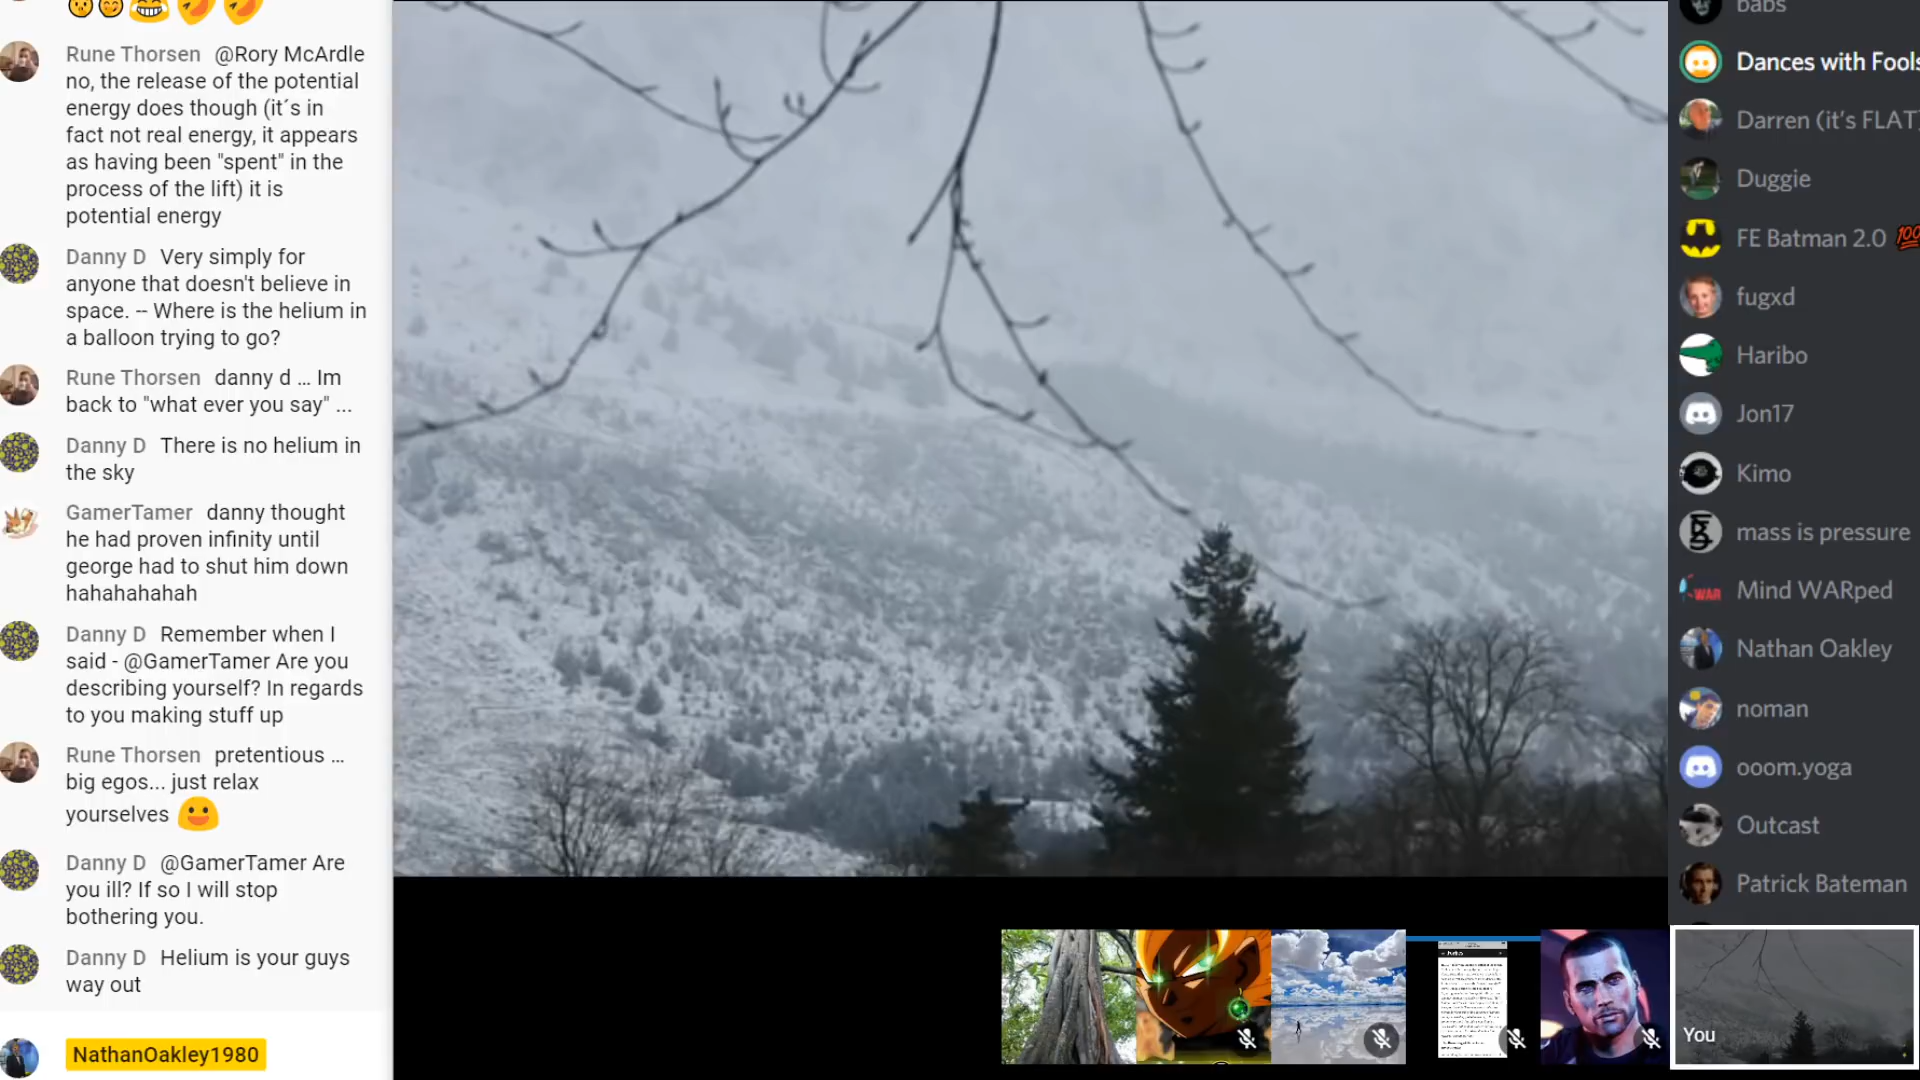 Rune Thorsen @Rory McArdle
no, the release of the potential
energy does though (it´s in
fact not real energy, it appears
as having been "spent" in the
process of the lift) it is
potential energy
Danny D Very simply for
anyone that doesn't believe in
space. -- Where is the helium in
a balloon trying to go?
Rune Thorsen danny d ... Im
back to "what ever you say" ...
Danny D There is no helium in
the sky
GamerTamer danny thought
he had proven infinity until
george had to shut him down
hahahahahah
Danny D Remember when I
said - @GamerTamer Are you
describing yourself? In regards
to you making stuff up
Rune Thorsen pretentious ...
big egos... just relax
yourselves
Danny D @GamerTamer Are
you ill? If so I will stop
bothering you.
Danny D Helium is your guys
way out
NathanOakley1980
babs
Dances with Fools
Darren (it's FLAT)
Duggie
FE Batman 2.0 💯
fugxd
Haribo
Jon17
Kimo
mass is pressure
Mind WARped
WAR
Nathan Oakley
noman
ooom.yoga
Outcast
Patrick Bateman
Forbes
You